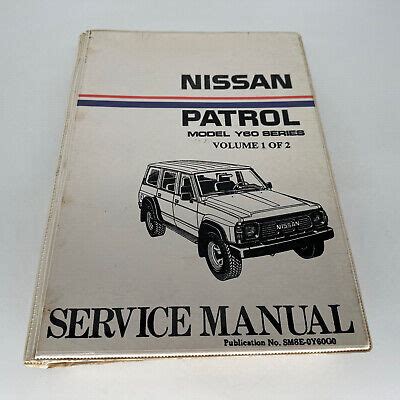 NISSAN
PATROL
MODEL Y60 SERIES
VOLUME 1 OF 2
NISSAN
SERVICE MANUAL
Publication No. SM8E-0Y60G0